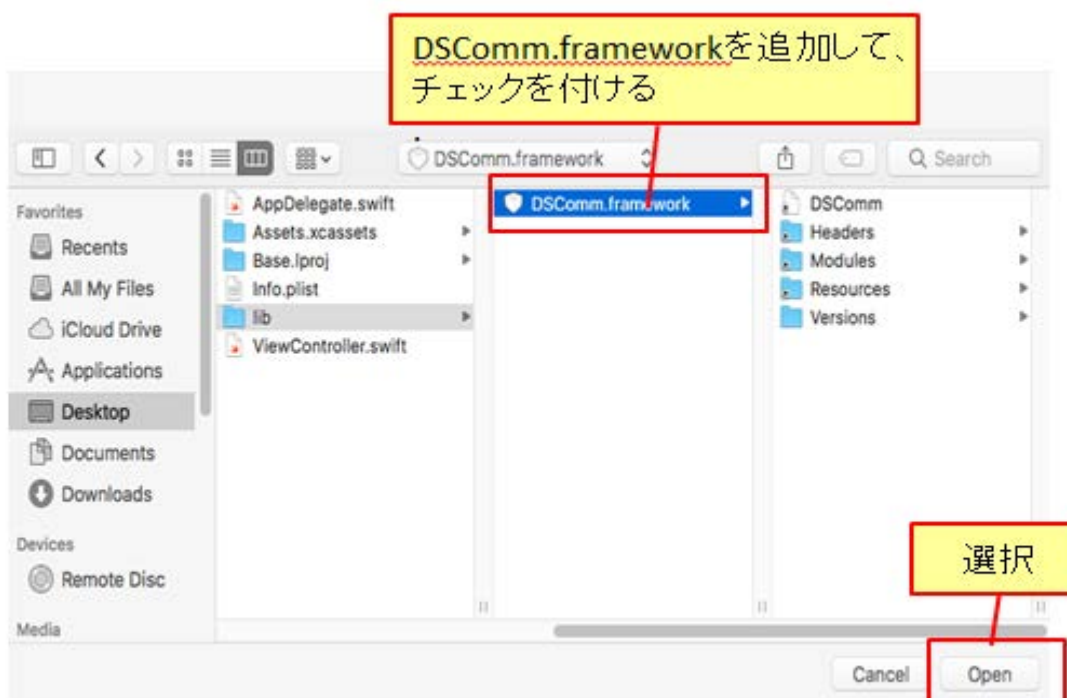 DSComm.frameworkを追加して、
チェックを付ける
DSComm.framework
Search
Favorites
Recents
All My Files
iCloud Drive
Applications
Desktop
Documents
Downloads
Devices
Remote Disc
Media
AppDelegate.swift
Assets.xcassets
Base.lproj
Info.plist
lib
ViewController.swift
DSComm.framework
DSComm
Headers
Modules
Resources
Versions
選択
Cancel
Open